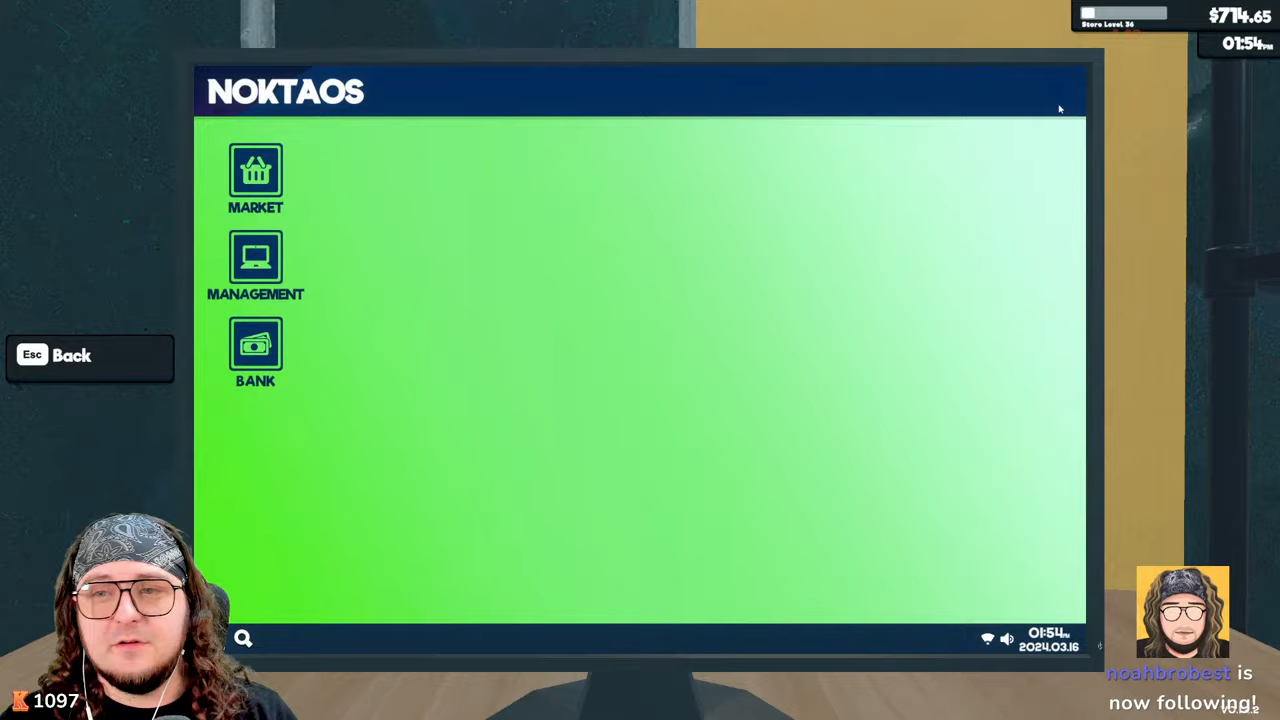 $714.65
Store Level 36
01:54PM
NOKTAOS
MARKET
MANAGEMENT
BANK
Esc Back
01:54PM
2024.03.16
K 1097
noahbrobest is
now following!